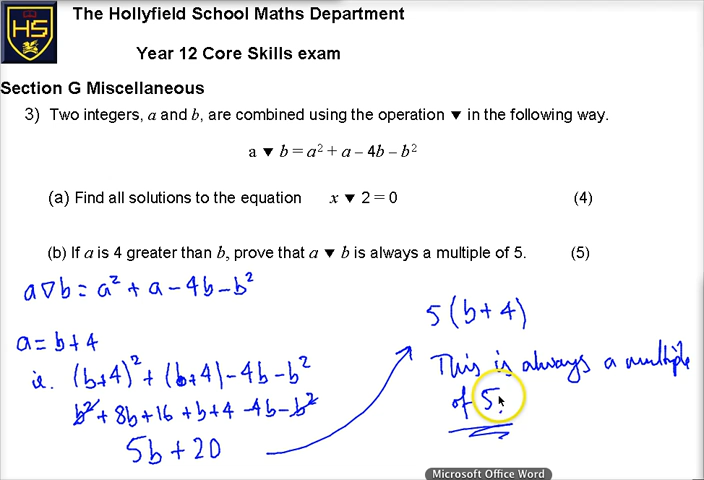 HS
The Hollyfield School Maths Department
Year 12 Core Skills exam
Section G Miscellaneous
3) Two integers, a and b, are combined using the operation ▼ in the following way.
a ▼ b = a² + a – 4b – b²
(a) Find all solutions to the equation x ▼ 2 = 0 (4)
(b) If a is 4 greater than b, prove that a ▼ b is always a multiple of 5. (5)
a ▽ b = a² + a – 4b – b²
a = b + 4
i.e. (b+4)² + (b+4) – 4b – b²
b² + 8b + 16 + b + 4 – 4b – b²
5b + 20
5(b + 4)
This is always a multiple
of 5.
Microsoft Office Word